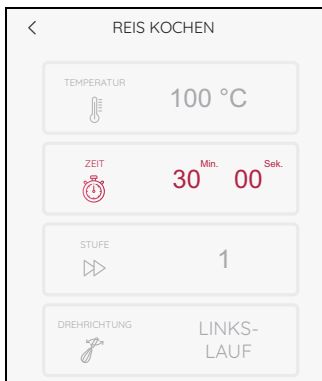 REIS KOCHEN
TEMPERATUR
100 °C
ZEIT
30 Min. 00 Sek.
STUFE
1
DREHRICHTUNG
LINKS-
LAUF